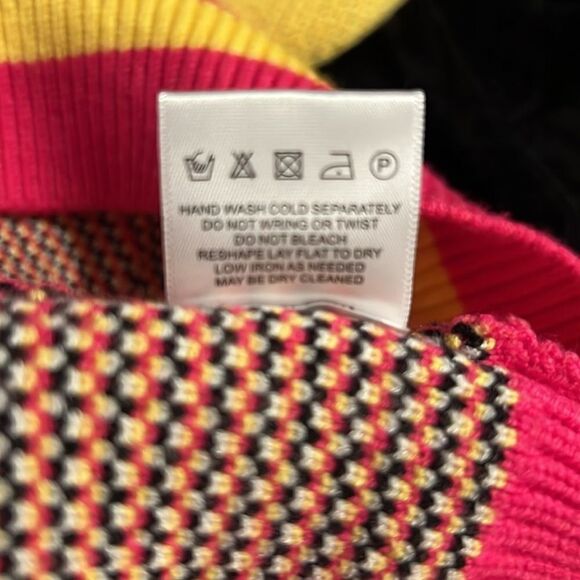 P
HAND WASH COLD SEPARATELY
DO NOT WRING OR TWIST
DO NOT BLEACH
RESHAPE LAY FLAT TO DRY
LOW IRON AS NEEDED
MAY BE DRY CLEANED